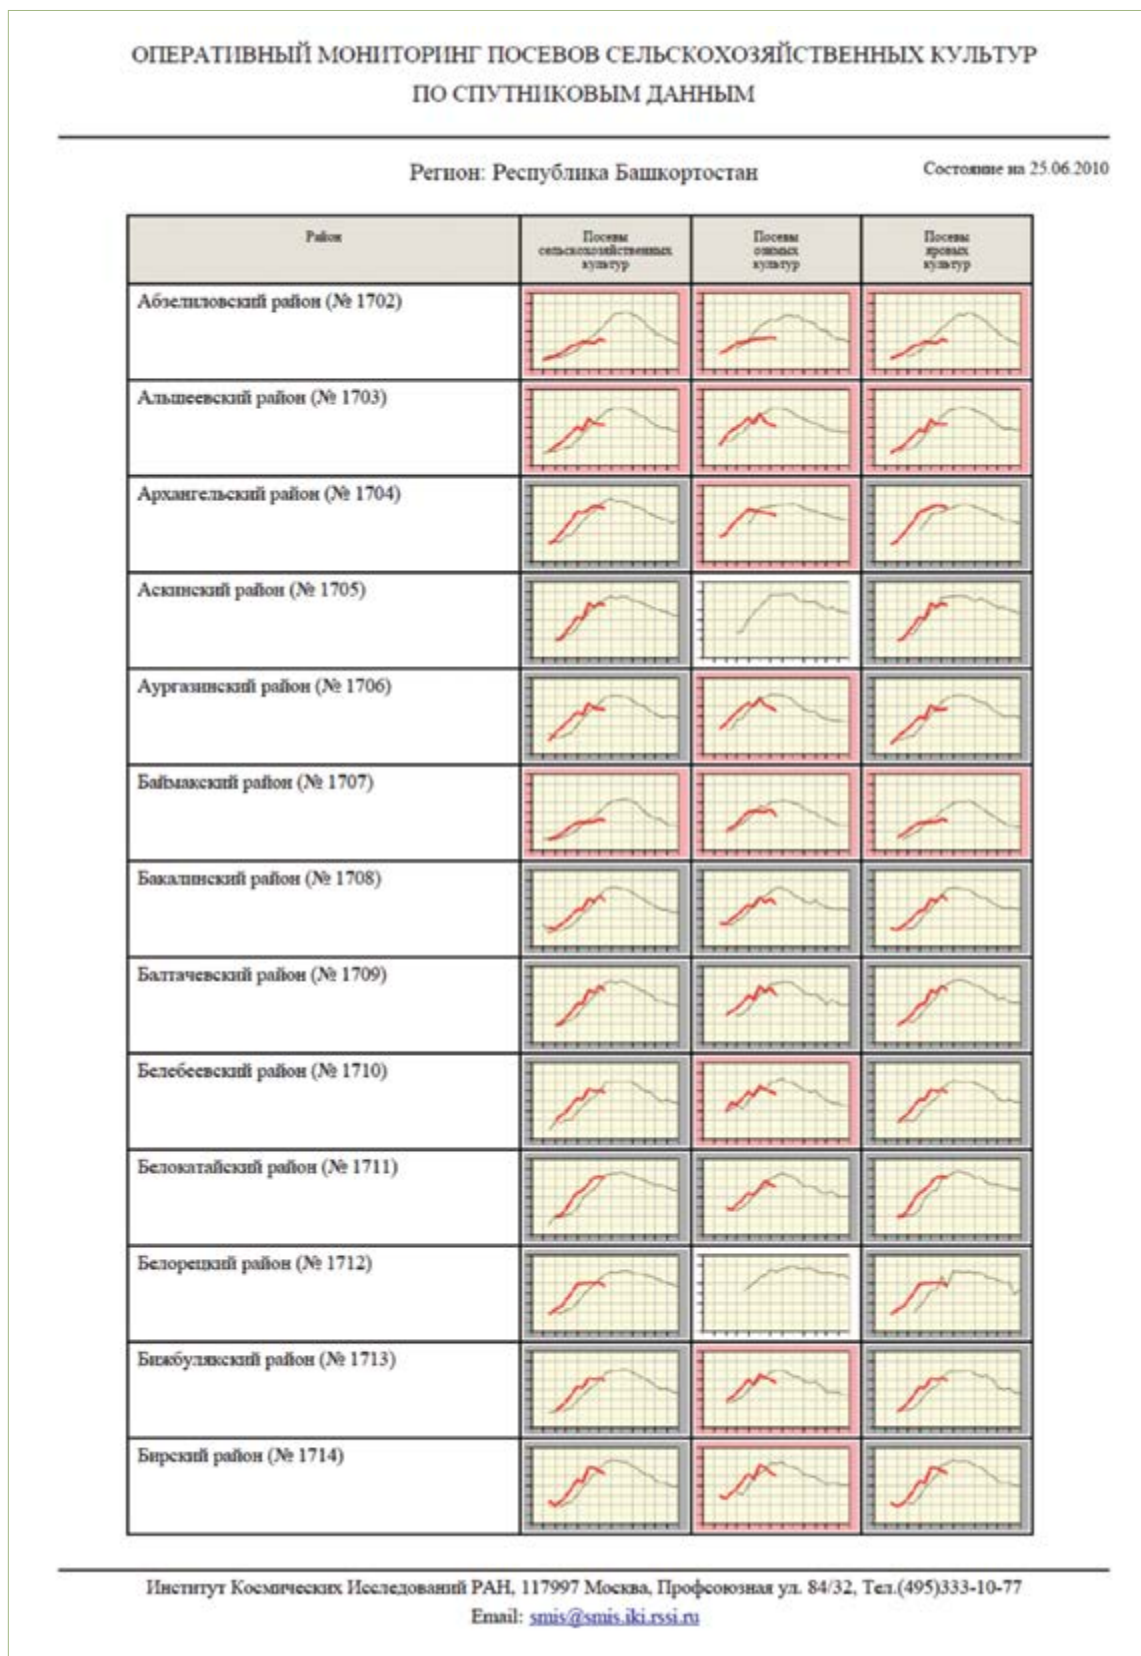 ОПЕРАТИВНЫЙ МОНИТОРИНГ ПОСЕВОВ СЕЛЬСКОХОЗЯЙСТВЕННЫХ КУЛЬТУР
ПО СПУТНИКОВЫМ ДАННЫМ
Регион: Республика Башкортостан
Состояние на 25.06.2010
Район
Посевы
сельскохозяйственных
культур
Посевы
озимых
культур
Посевы
яровых
культур
Абзелиловский район (№ 1702)
Альшеевский район (№ 1703)
Архангельский район (№ 1704)
Аскинский район (№ 1705)
Аургазинский район (№ 1706)
Баймакский район (№ 1707)
Бакалинский район (№ 1708)
Балтачевский район (№ 1709)
Белебеевский район (№ 1710)
Белокатайский район (№ 1711)
Белорецкий район (№ 1712)
Бижбулякский район (№ 1713)
Бирский район (№ 1714)
Институт Космических Исследований РАН, 117997 Москва, Профсоюзная ул. 84/32, Тел.(495)333-10-77
Email: smis@smis.iki.rssi.ru